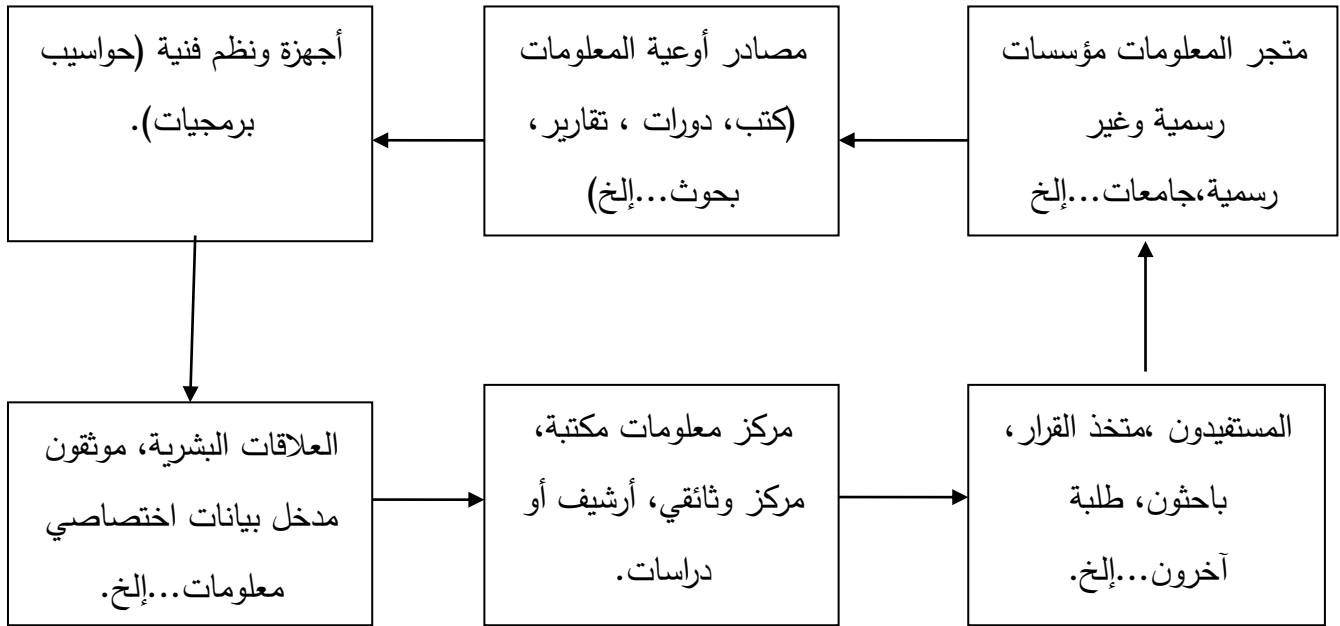 متجر المعلومات مؤسسات
رسمية وغير
رسمية،جامعات...إلخ
مصادر أوعية المعلومات
(كتب، دورات ، تقارير ،
بحوث...إلخ)
أجهزة ونظم فنية (حواسيب
برمجيات).
العلاقات البشرية، موثقون
مدخل بيانات اختصاصي
معلومات...إلخ.
مركز معلومات مكتبة،
مركز وثائقي، أرشيف أو
دراسات.
المستفيدون ،متخذ القرار ،
باحثون، طلبة
آخرون...إلخ.